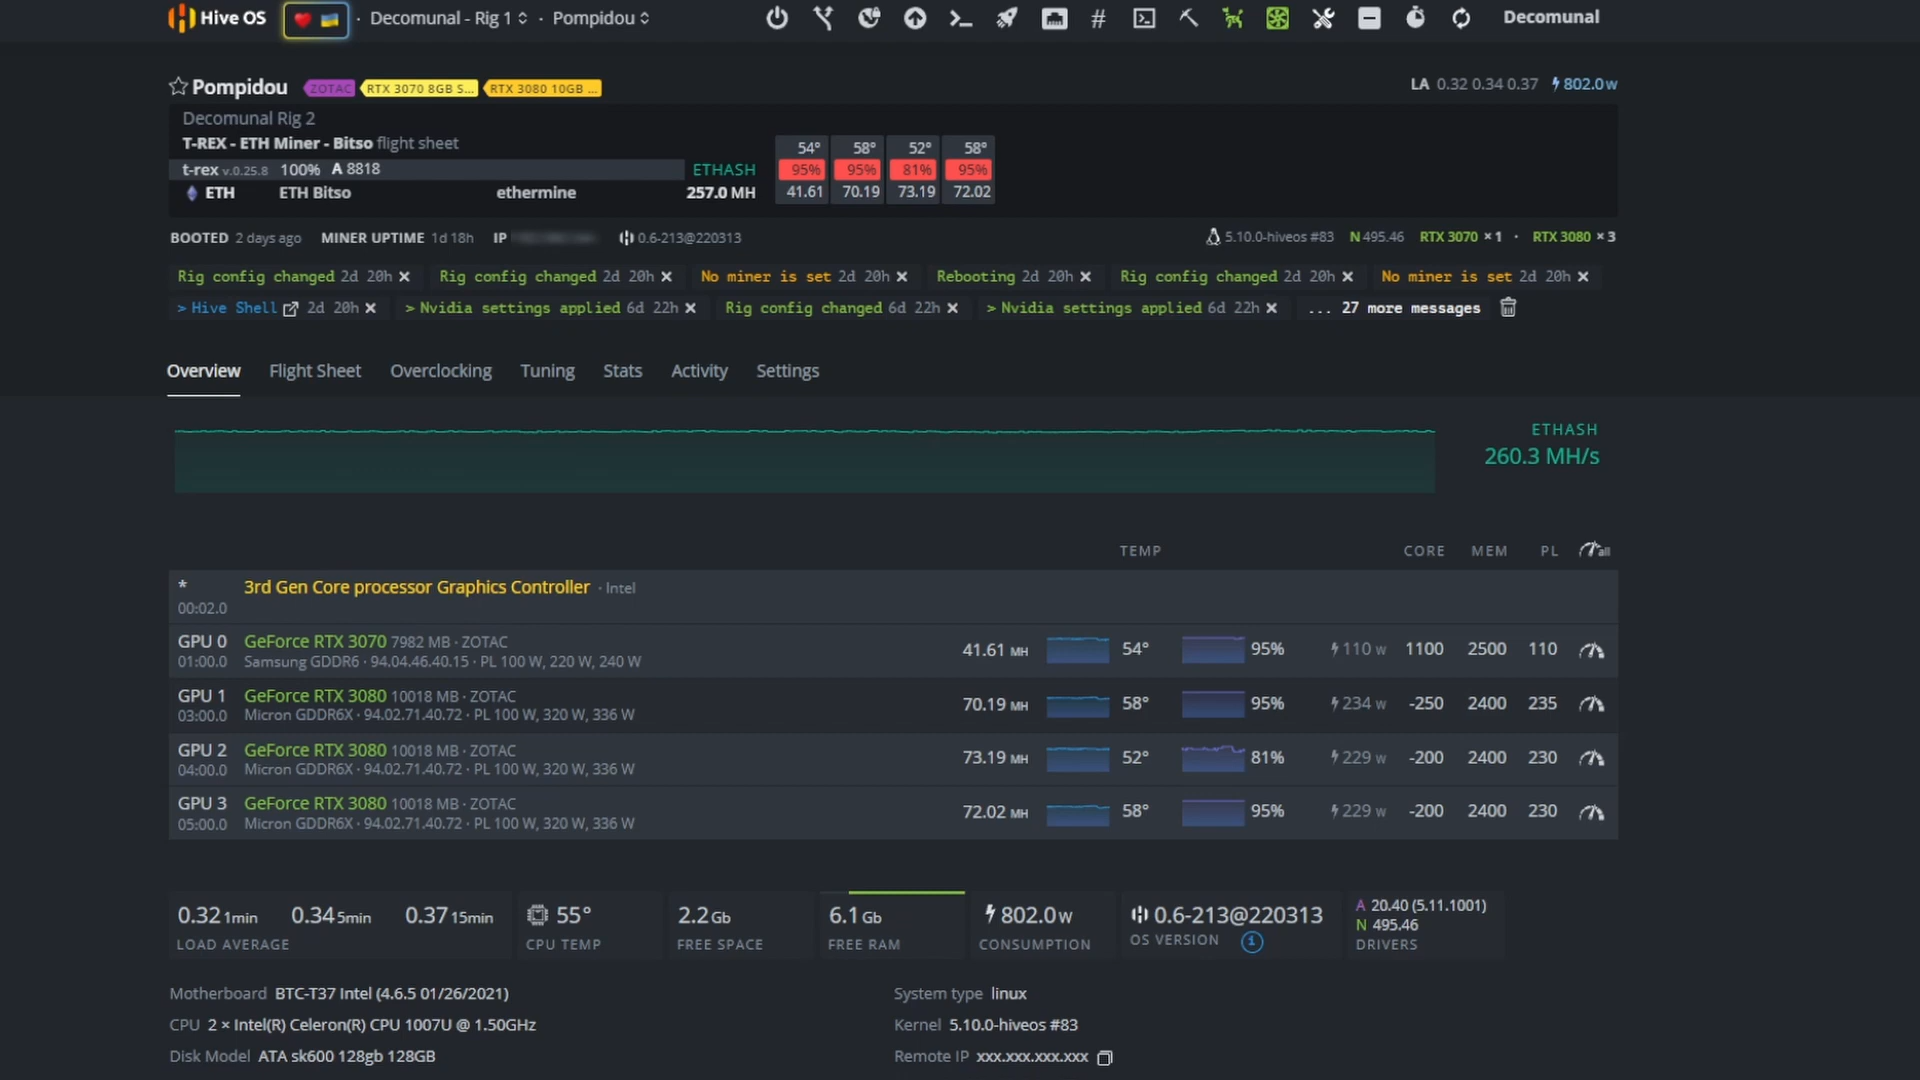 Hive OS · Decomunal - Rig 1 · Pompidou # Decomunal
Pompidou ZOTAC RTX 3070 8GB S... RTX 3080 10GB ... LA 0.32 0.34 0.37 802.0 W
Decomunal Rig 2
T-REX - ETH Miner - Bitso flight sheet
54° 58° 52° 58°
t-rex v.0.25.8 100% A 8818 ETHASH 95% 95% 81% 95%
ETH ETH Bitso ethermine 257.0 MH 41.61 70.19 73.19 72.02
BOOTED 2 days ago MINER UPTIME 1d 18h IP 0.6-213@220313 5.10.0-hiveos #83 N 495.46 RTX 3070 × 1 · RTX 3080 × 3
Rig config changed 2d 20h × Rig config changed 2d 20h × No miner is set 2d 20h × Rebooting 2d 20h × Rig config changed 2d 20h × No miner is set 2d 20h ×
> Hive Shell 2d 20h × > Nvidia settings applied 6d 22h × Rig config changed 6d 22h × > Nvidia settings applied 6d 22h × ... 27 more messages
Overview Flight Sheet Overclocking Tuning Stats Activity Settings
ETHASH
260.3 MH/s
TEMP CORE MEM PL all
* 3rd Gen Core processor Graphics Controller · Intel
00:02.0
GPU 0 GeForce RTX 3070 7982 MB · ZOTAC
01:00.0 Samsung GDDR6 · 94.04.46.40.15 · PL 100 W, 220 W, 240 W
41.61 MH 54° 95% 110 W 1100 2500 110
GPU 1 GeForce RTX 3080 10018 MB · ZOTAC
03:00.0 Micron GDDR6X · 94.02.71.40.72 · PL 100 W, 320 W, 336 W
70.19 MH 58° 95% 234 W -250 2400 235
GPU 2 GeForce RTX 3080 10018 MB · ZOTAC
04:00.0 Micron GDDR6X · 94.02.71.40.72 · PL 100 W, 320 W, 336 W
73.19 MH 52° 81% 229 W -200 2400 230
GPU 3 GeForce RTX 3080 10018 MB · ZOTAC
05:00.0 Micron GDDR6X · 94.02.71.40.72 · PL 100 W, 320 W, 336 W
72.02 MH 58° 95% 229 W -200 2400 230
0.32 1min 0.34 5min 0.37 15min
LOAD AVERAGE
55°
CPU TEMP
2.2 Gb
FREE SPACE
6.1 Gb
FREE RAM
802.0 W
CONSUMPTION
0.6-213@220313
OS VERSION
A 20.40 (5.11.1001)
N 495.46
DRIVERS
Motherboard BTC-T37 Intel (4.6.5 01/26/2021)
CPU 2 × Intel(R) Celeron(R) CPU 1007U @ 1.50GHz
Disk Model ATA sk600 128gb 128GB
System type linux
Kernel 5.10.0-hiveos #83
Remote IP xxx.xxx.xxx.xxx